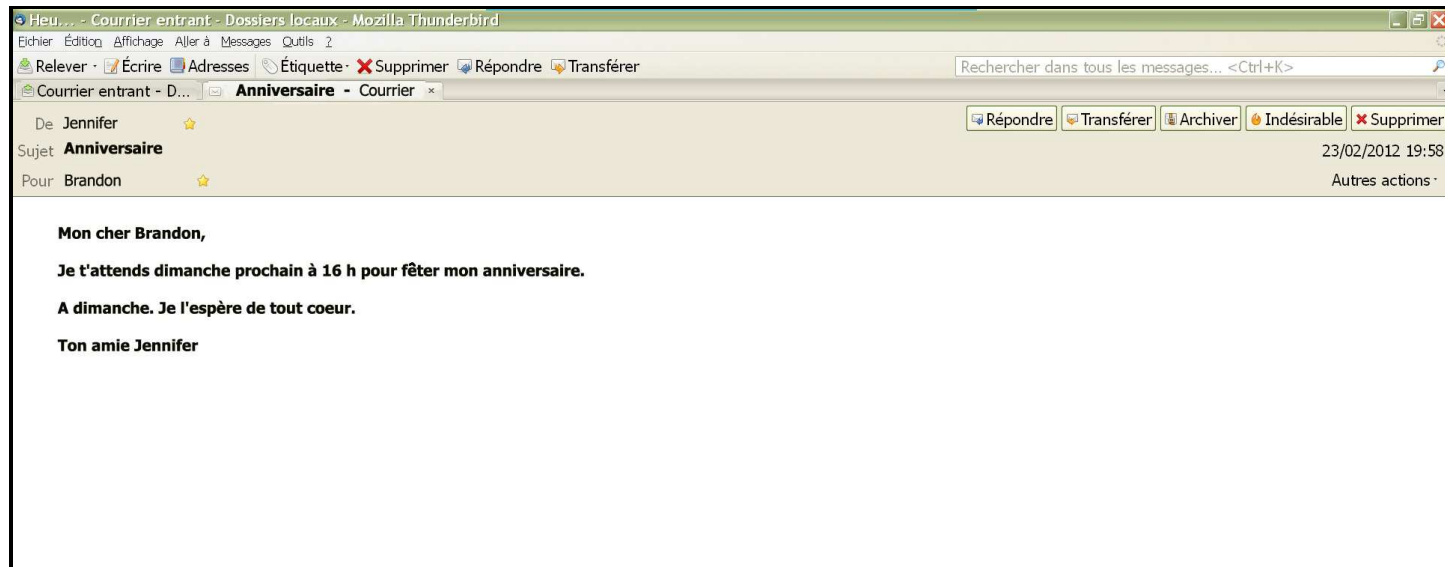 Heu... - Courrier entrant - Dossiers locaux - Mozilla Thunderbird
Fichier Édition Affichage Aller à Messages Outils ?
Relever Écrire Adresses Étiquette Supprimer Répondre Transférer Rechercher dans tous les messages... <Ctrl+K>
Courrier entrant - D... Anniversaire - Courrier ×
De Jennifer Répondre Transférer Archiver Indésirable Supprimer
Sujet Anniversaire 23/02/2012 19:58
Pour Brandon Autres actions
Mon cher Brandon,
Je t'attends dimanche prochain à 16 h pour fêter mon anniversaire.
A dimanche. Je l'espère de tout coeur.
Ton amie Jennifer